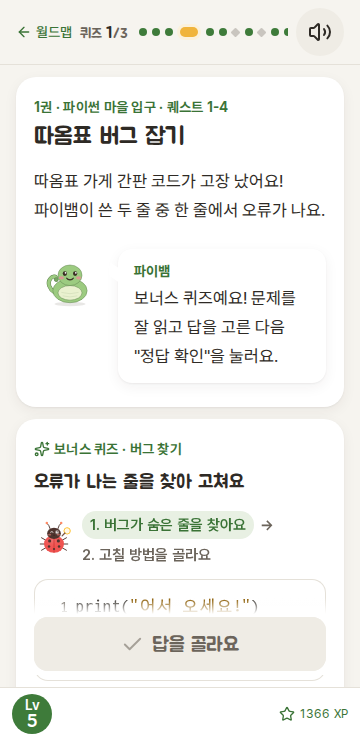 ← 월드맵 퀴즈 1/3
1권 · 파이썬 마을 입구 · 퀘스트 1-4
따옴표 버그 잡기
따옴표 가게 간판 코드가 고장 났어요!
파이뱀이 쓴 두 줄 중 한 줄에서 오류가 나요.
파이뱀
보너스 퀴즈예요! 문제를
잘 읽고 답을 고른 다음
"정답 확인"을 눌러요.
보너스 퀴즈 · 버그 찾기
오류가 나는 줄을 찾아 고쳐요
1. 버그가 숨은 줄을 찾아요 →
2. 고칠 방법을 골라요
1 print("어서 오세요!")
답을 골라요
Lv
5
1366 XP